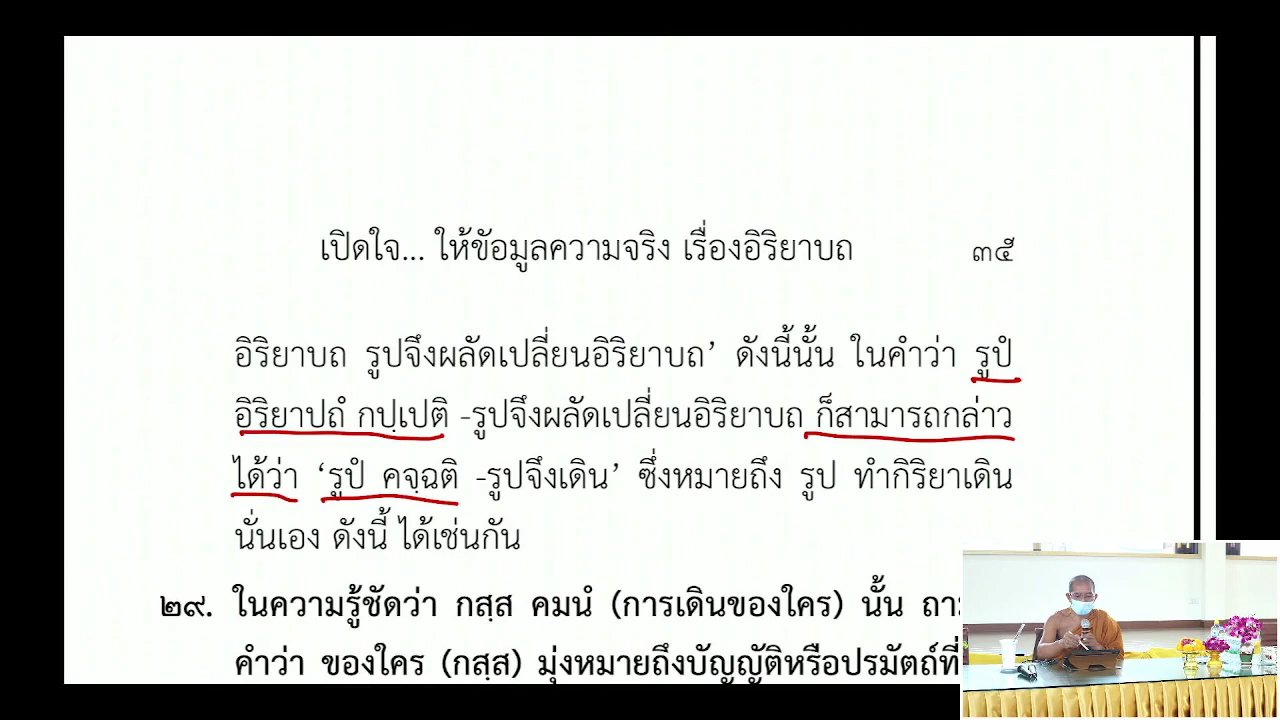 เปิดใจ... ให้ข้อมูลความจริง เรื่องอิริยาบถ ๓๕
อิริยาบถ รูปจึงผลัดเปลี่ยนอิริยาบถ’ ดังนี้นั้น ในคำว่า รูปํ
อิริยาปถํ กปฺเปติ -รูปจึงผลัดเปลี่ยนอิริยาบถ ก็สามารถกล่าว
ได้ว่า ‘รูปํ คจฺฉติ -รูปจึงเดิน’ ซึ่งหมายถึง รูป ทำกิริยาเดิน
นั่นเอง ดังนี้ ได้เช่นกัน
๒๙. ในความรู้ชัดว่า กสฺส คมนํ (การเดินของใคร) นั้น
คำว่า ของใคร (กสฺส) มุ่งหมายถึงบัญญัติหรือปรมัตถ์